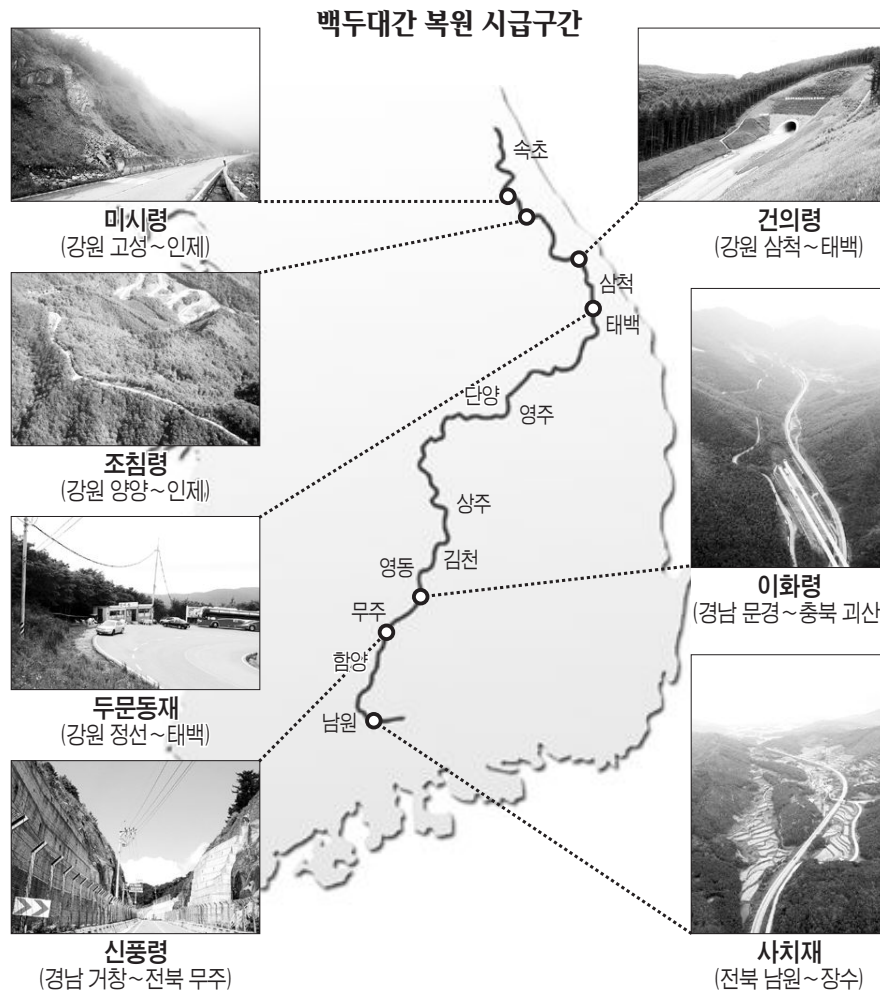 백두대간 복원 시급구간
속초
미시령
(강원 고성~인제)
건의령
(강원 삼척~태백)
삼척
태백
조침령
(강원 양양~인제)
단양
영주
상주
영동
김천
이화령
(경남 문경~충북 괴산
무주
함양
두문동재
(강원 정선~태백)
남원
신풍령
(경남 거창~전북 무주)
사치재
(전북 남원~장수)